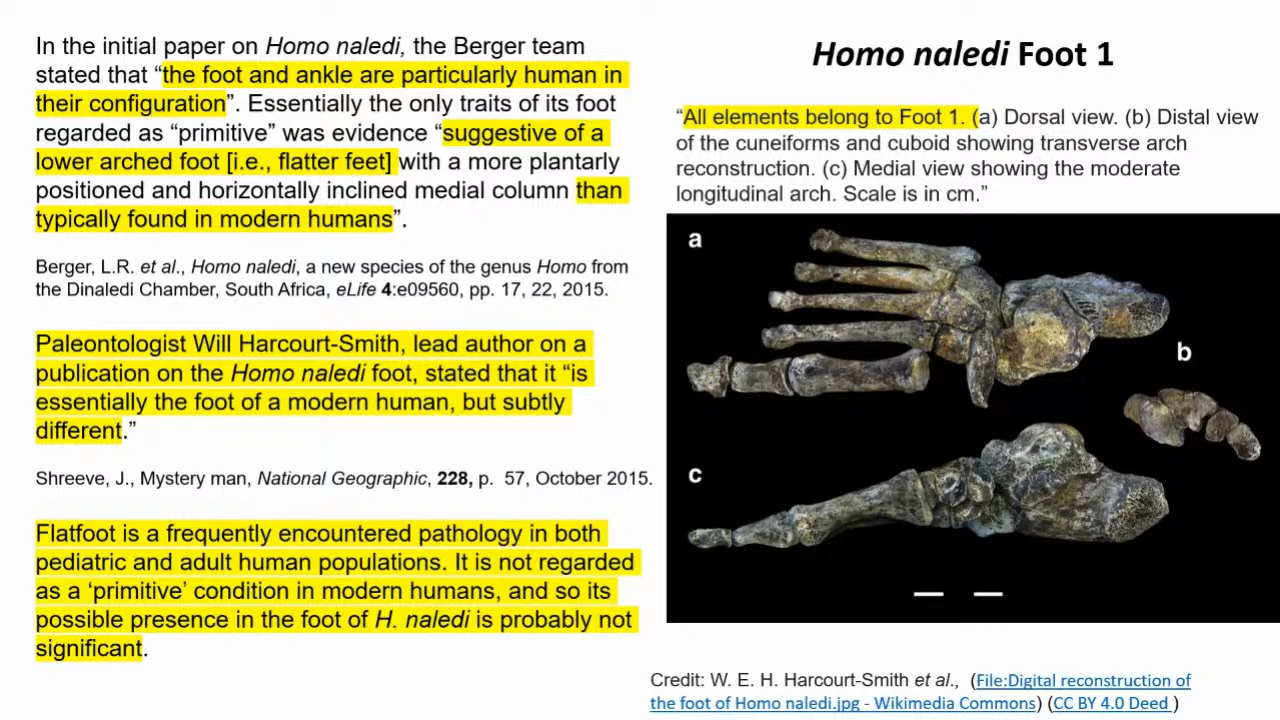 In the initial paper on Homo naledi, the Berger team
stated that “the foot and ankle are particularly human in
their configuration”. Essentially the only traits of its foot
regarded as “primitive” was evidence “suggestive of a
lower arched foot [i.e., flatter feet] with a more plantarly
positioned and horizontally inclined medial column than
typically found in modern humans”.
Berger, L.R. et al., Homo naledi, a new species of the genus Homo from
the Dinaledi Chamber, South Africa, eLife 4:e09560, pp. 17, 22, 2015.
Paleontologist Will Harcourt-Smith, lead author on a
publication on the Homo naledi foot, stated that it “is
essentially the foot of a modern human, but subtly
different.”
Shreeve, J., Mystery man, National Geographic, 228, p. 57, October 2015.
Flatfoot is a frequently encountered pathology in both
pediatric and adult human populations. It is not regarded
as a ‘primitive’ condition in modern humans, and so its
possible presence in the foot of H. naledi is probably not
significant.
Homo naledi Foot 1
“All elements belong to Foot 1. (a) Dorsal view. (b) Distal view
of the cuneiforms and cuboid showing transverse arch
reconstruction. (c) Medial view showing the moderate
longitudinal arch. Scale is in cm.”
a
b
c
Credit: W. E. H. Harcourt-Smith et al., (File:Digital reconstruction of
the foot of Homo naledi.jpg - Wikimedia Commons) (CC BY 4.0 Deed )